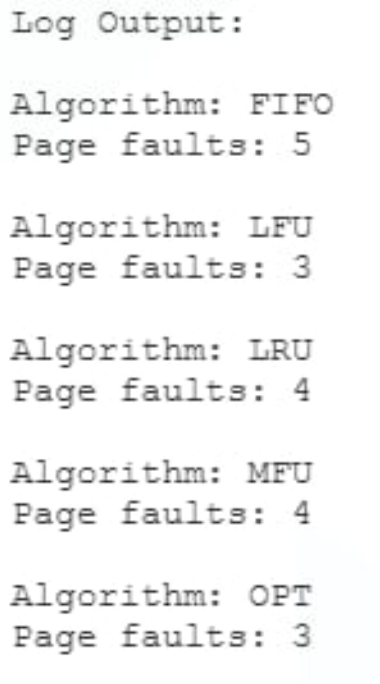 Log Output:
Algorithm: FIFO
Page faults: 5
Algorithm: LFU
Page faults: 3
Algorithm: LRU
Page faults: 4
Algorithm: MFU
Page faults: 4
Algorithm: OPT
Page faults: 3